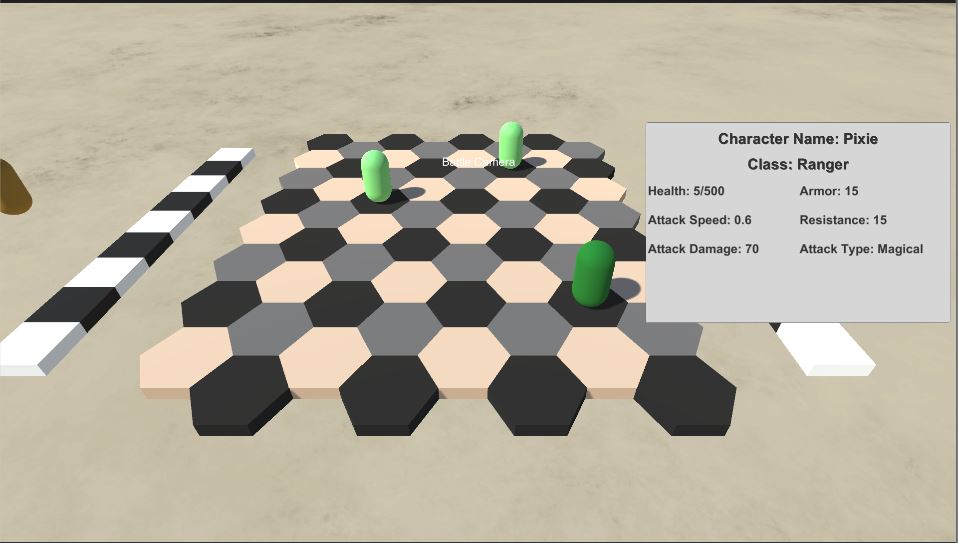 Battle Camera
Character Name: Pixie
Class: Ranger
Health: 5/500
Armor: 15
Attack Speed: 0.6
Resistance: 15
Attack Damage: 70
Attack Type: Magical